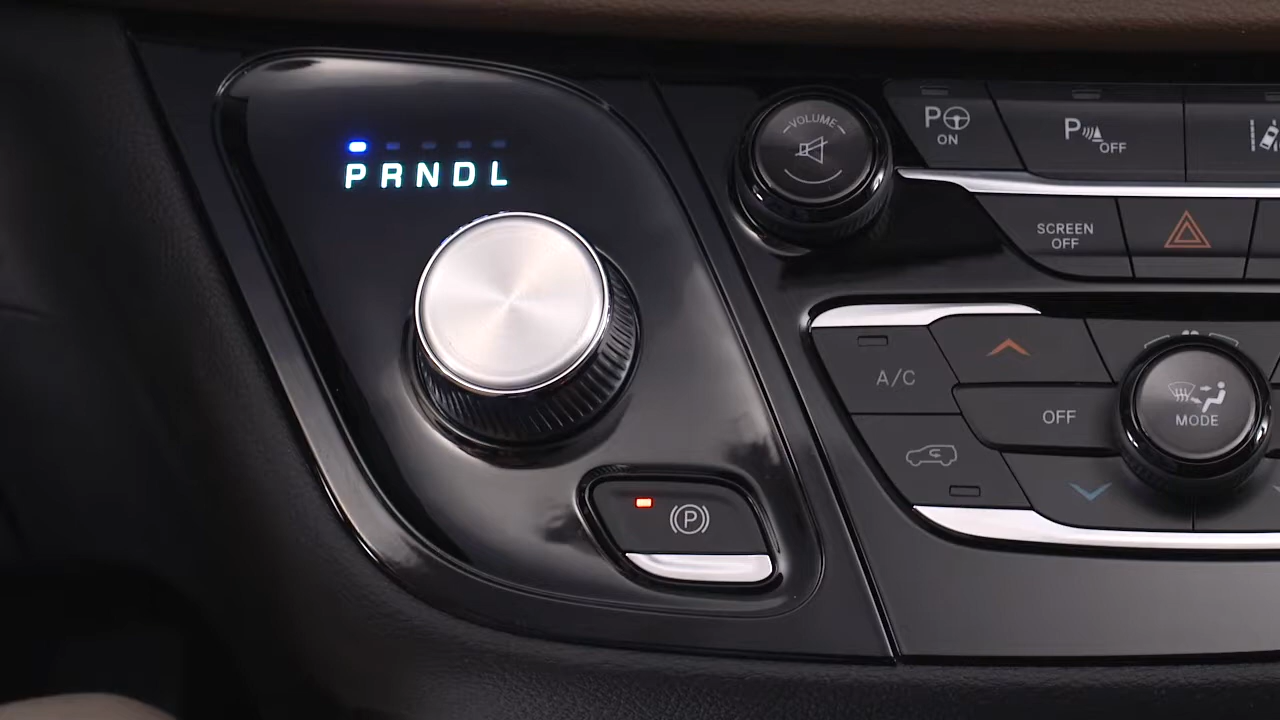 PRNDL
VOLUME
P
ON
P
OFF
SCREEN
OFF
A/C
OFF
MODE
P